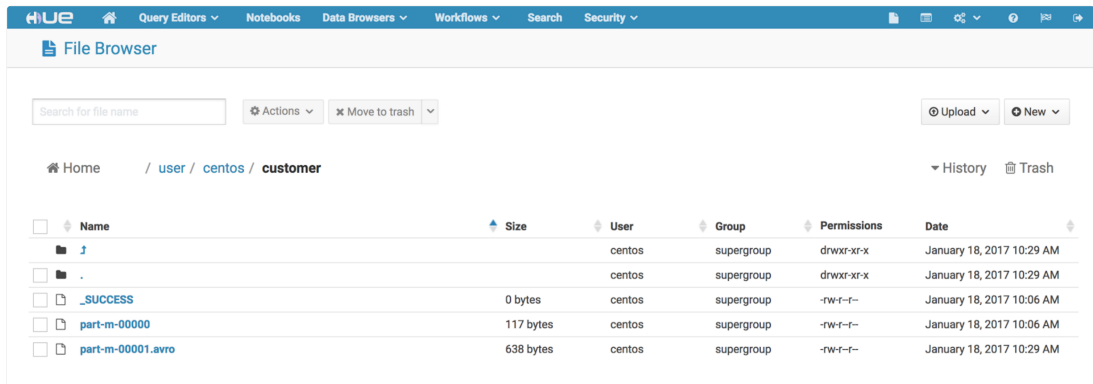 HUE Query Editors Notebooks Data Browsers Workflows Search Security
File Browser
Search for file name Actions Move to trash Upload New
Home / user / centos / customer History Trash
Name Size User Group Permissions Date
centos supergroup drwxr-xr-x January 18, 2017 10:29 AM
. centos supergroup drwxr-xr-x January 18, 2017 10:29 AM
_SUCCESS 0 bytes centos supergroup -rw-r--r-- January 18, 2017 10:06 AM
part-m-00000 117 bytes centos supergroup -rw-r--r-- January 18, 2017 10:06 AM
part-m-00001.avro 638 bytes centos supergroup -rw-r--r-- January 18, 2017 10:29 AM